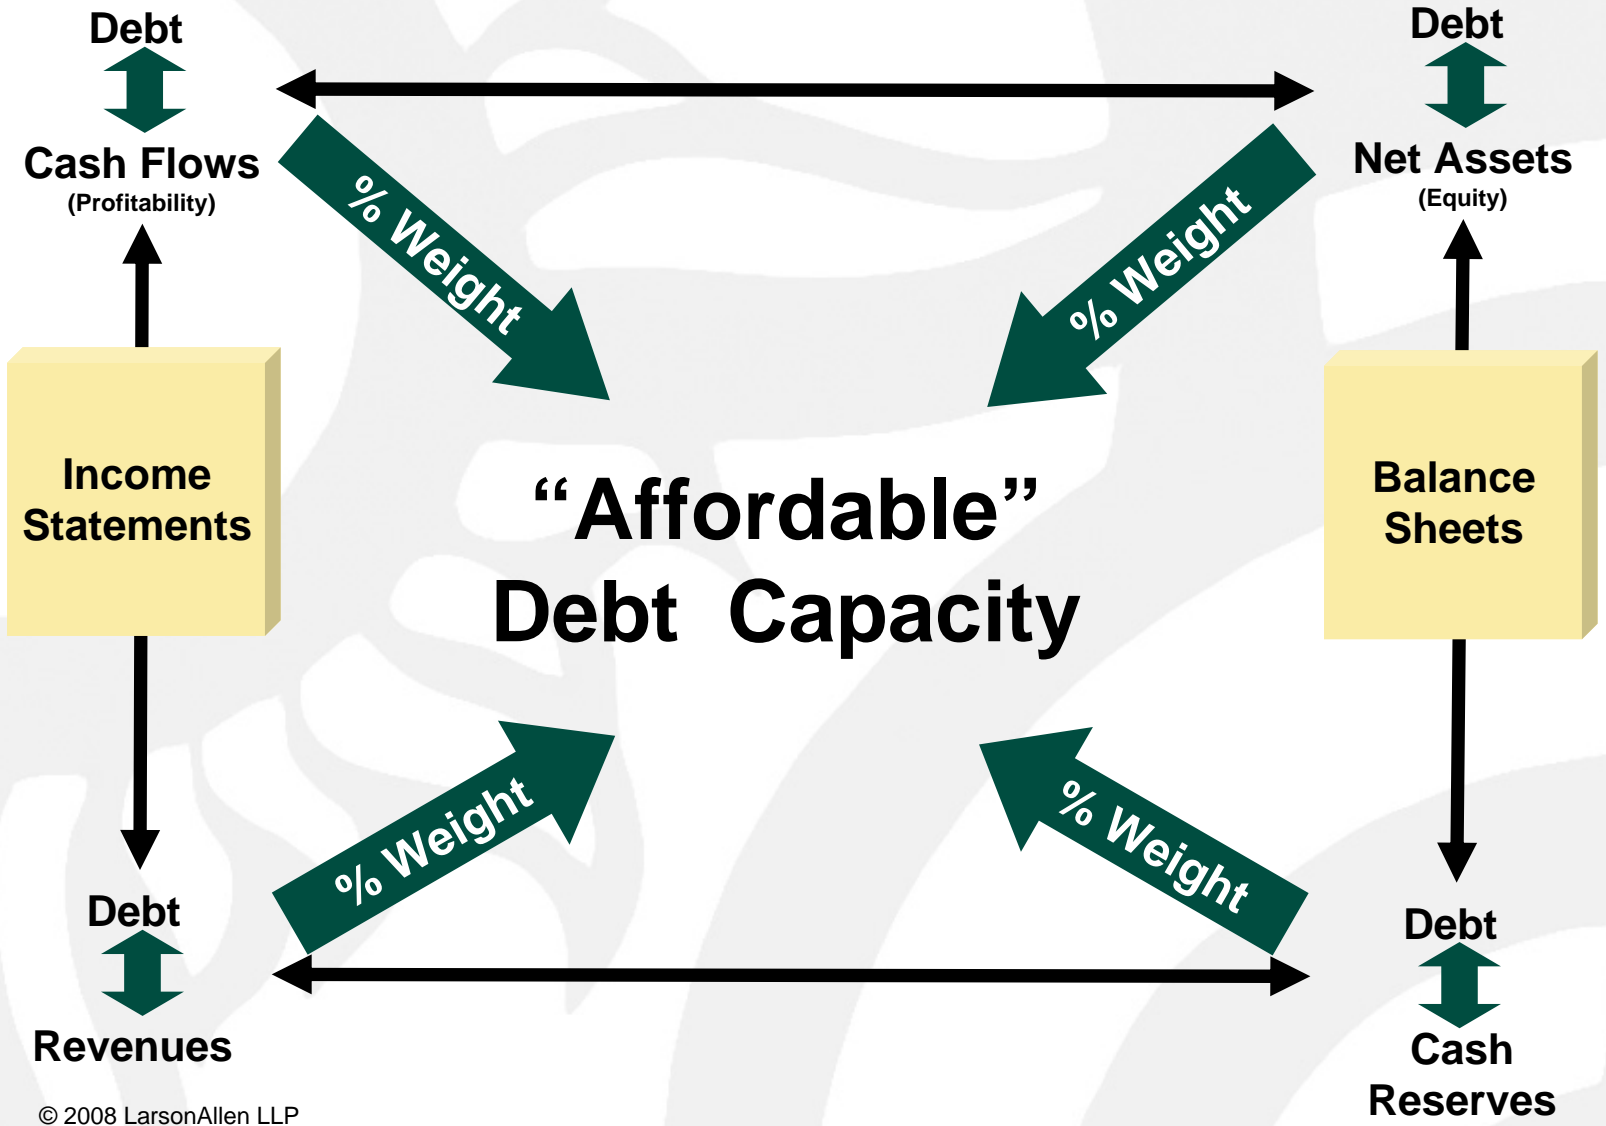 Debt
Debt
Cash Flows
(Profitability)
Net Assets
(Equity)
% Weight
% Weight
Income
Statements
“Affordable”
Debt Capacity
Balance
Sheets
% Weight
% Weight
Debt
Debt
Revenues
Cash
Reserves
© 2008 LarsonAllen LLP